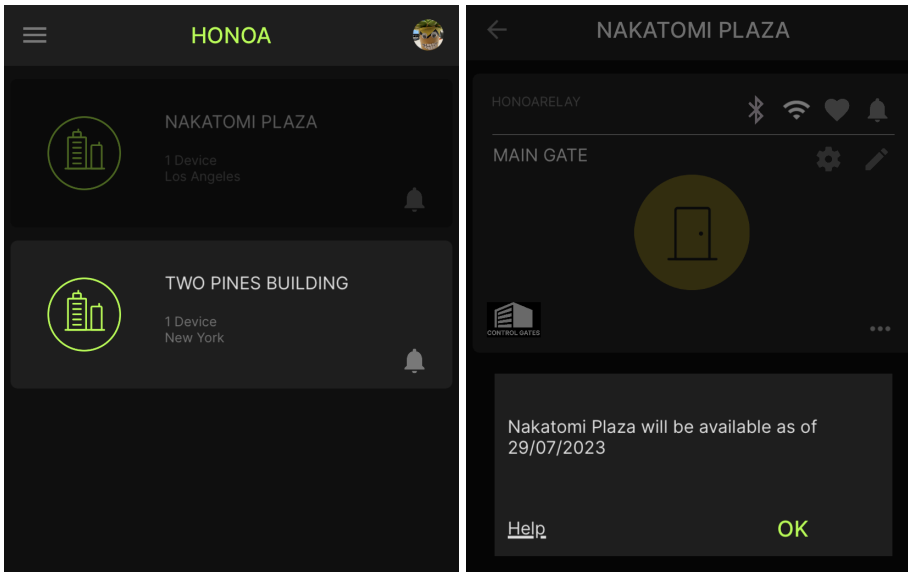 HONOA
NAKATOMI PLAZA
1 Device
Los Angeles
TWO PINES BUILDING
1 Device
New York
NAKATOMI PLAZA
HONOARELAY
MAIN GATE
CONTROL GATES
Nakatomi Plaza will be available as of
29/07/2023
Help
OK